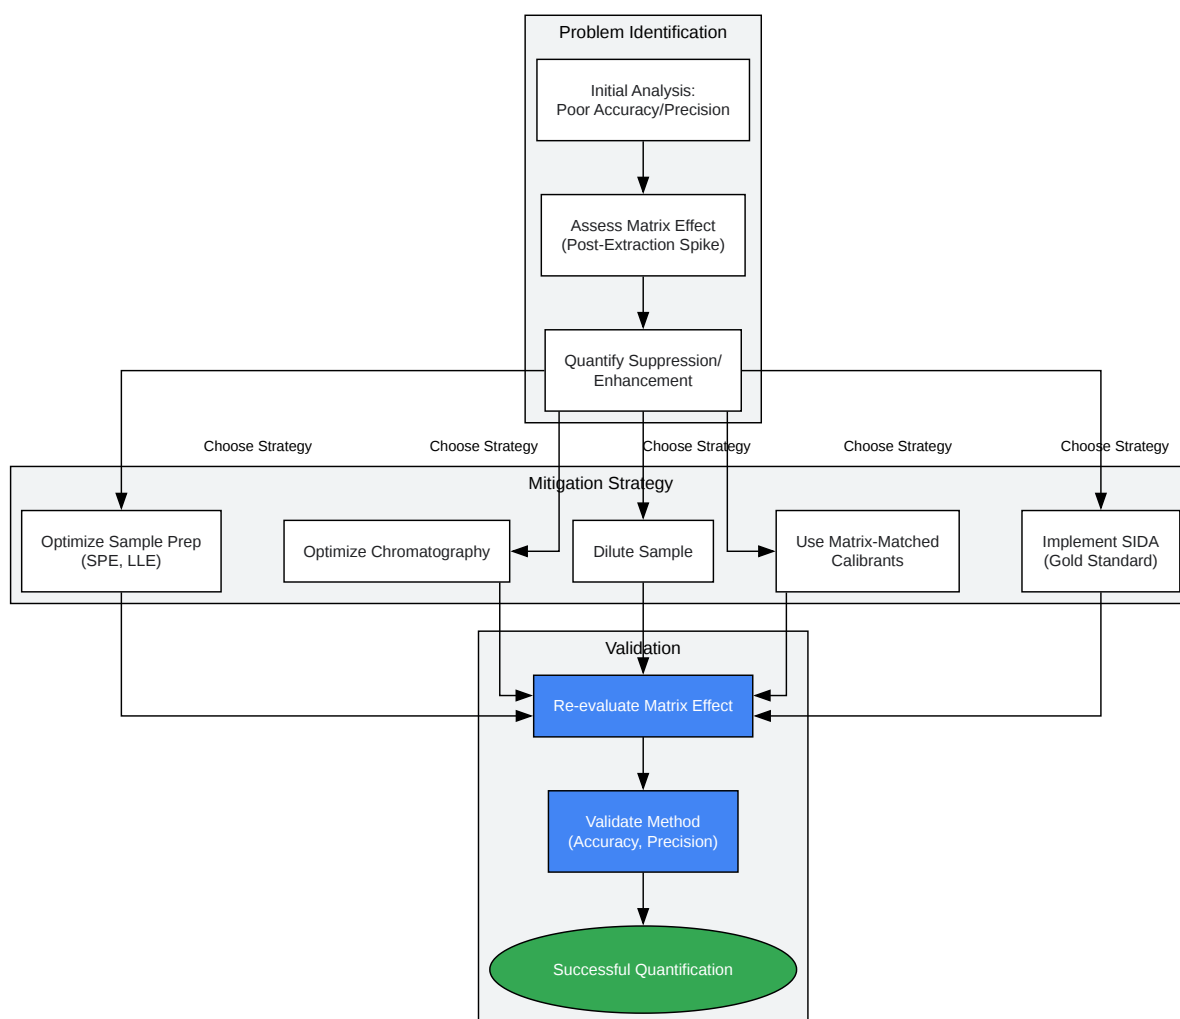 Problem Identification
Initial Analysis:
Poor Accuracy/Precision
Assess Matrix Effect
(Post-Extraction Spike)
Quantify Suppression/
Enhancement
Choose Strategy
Choose Strategy
Choose Strategy
Choose Strategy
Choose Strategy
Mitigation Strategy
Optimize Sample Prep
(SPE, LLE)
Optimize Chromatography
Dilute Sample
Use Matrix-Matched
Calibrants
Implement SIDA
(Gold Standard)
Validation
Re-evaluate Matrix Effect
Validate Method
(Accuracy, Precision)
Successful Quantification